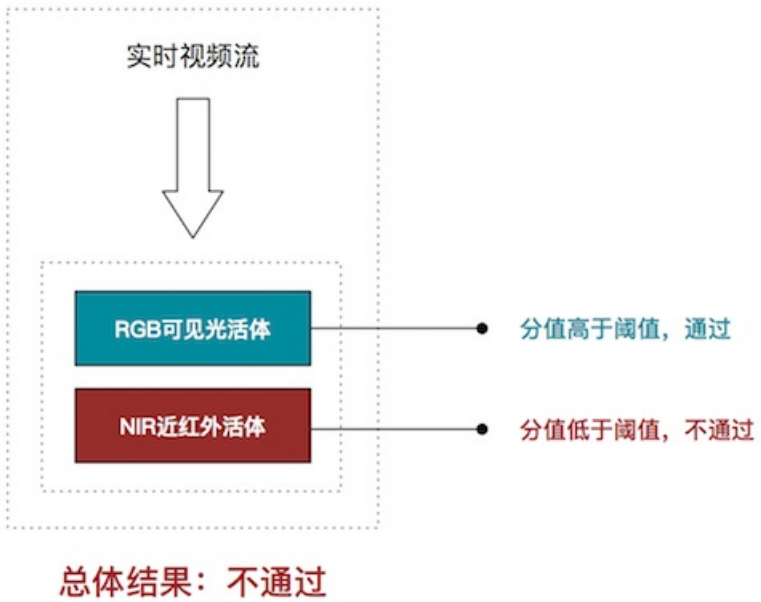 实时视频流
RGB可见光活体
分值高于阈值，通过
NIR近红外活体
分值低于阈值，不通过
总体结果：不通过